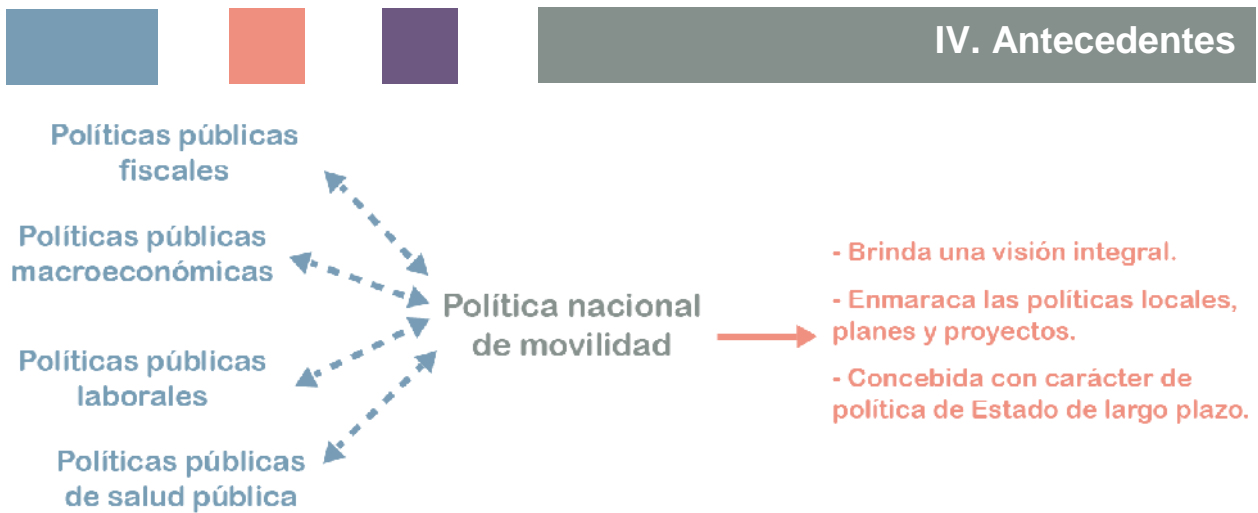 IV. Antecedentes
Políticas públicas
fiscales
Políticas públicas
macroeconómicas
Políticas públicas
laborales
Políticas públicas
de salud pública
Política nacional
de movilidad
- Brinda una visión integral.
- Enmaraca las políticas locales,
planes y proyectos.
- Concebida con carácter de
política de Estado de largo plazo.